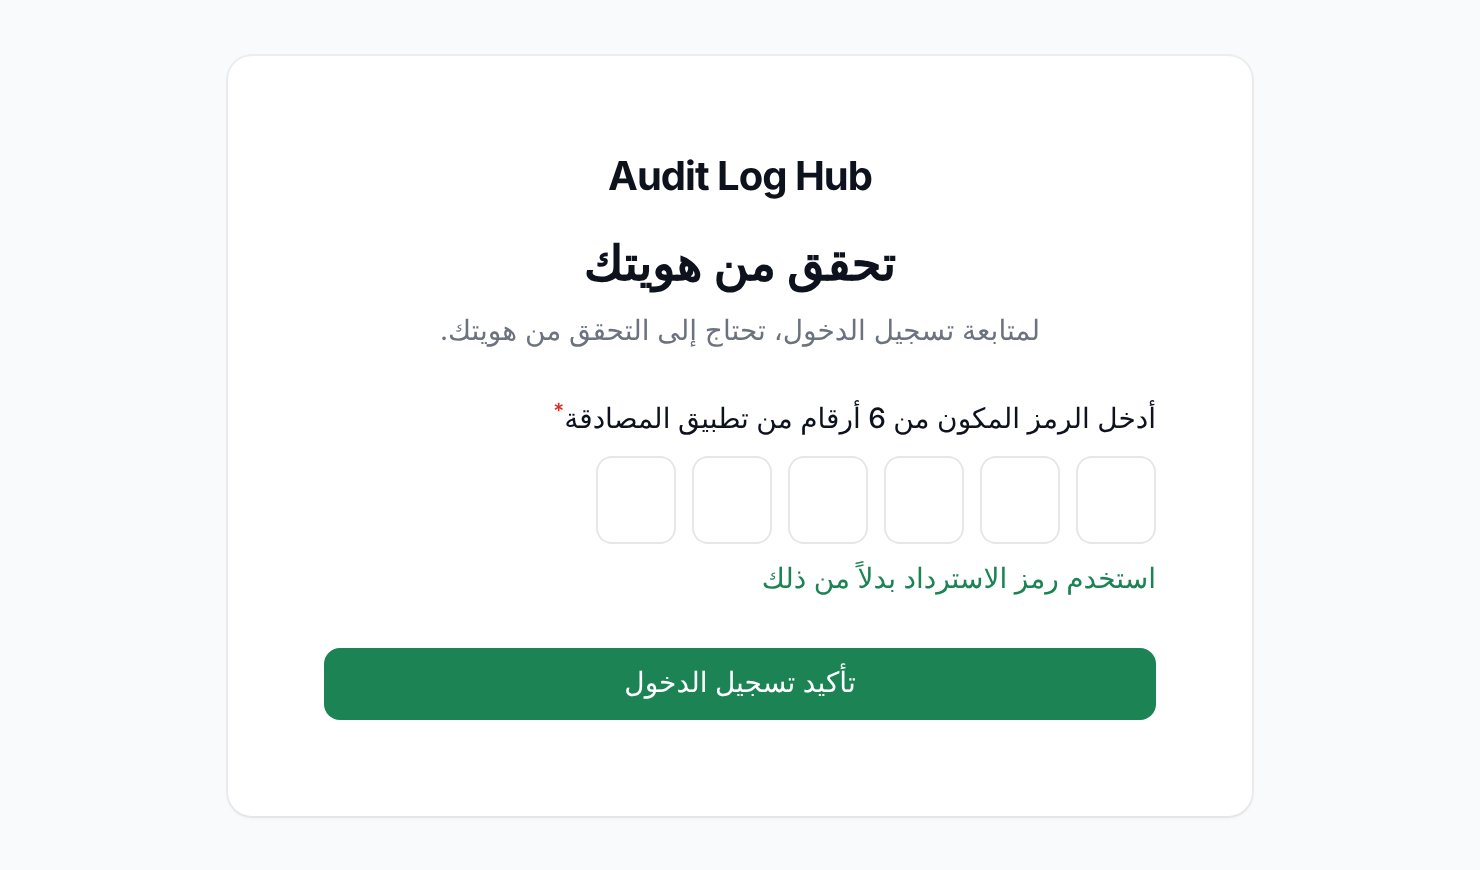 Audit Log Hub
تحقق من هويتك
لمتابعة تسجيل الدخول، تحتاج إلى التحقق من هويتك.
أدخل الرمز المكون من 6 أرقام من تطبيق المصادقة*
استخدم رمز الاسترداد بدلاً من ذلك
تأكيد تسجيل الدخول